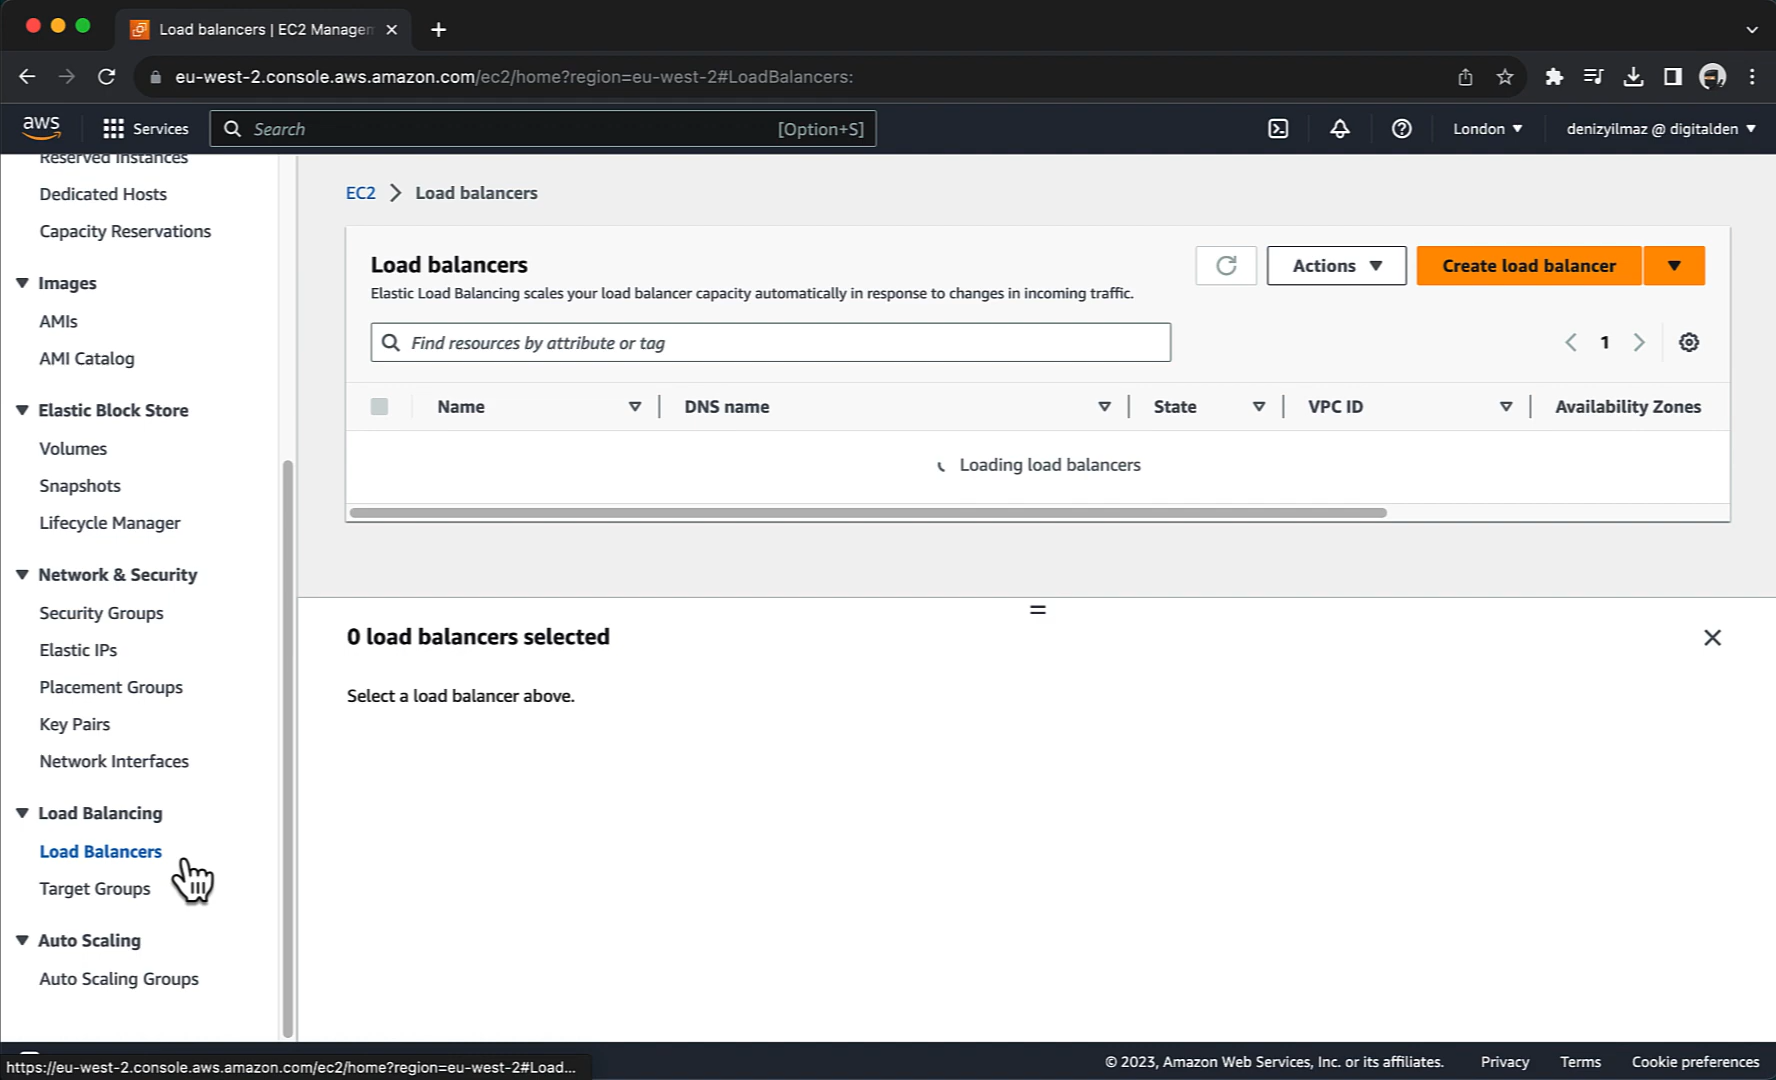 Load balancers | EC2 Managem
eu-west-2.console.aws.amazon.com/ec2/home?region=eu-west-2#LoadBalancers:
aws
Services
Search
[Option+S]
London
denizyilmaz @ digitalden
Reserved Instances
Dedicated Hosts
Capacity Reservations
Images
AMIs
AMI Catalog
Elastic Block Store
Volumes
Snapshots
Lifecycle Manager
Network & Security
Security Groups
Elastic IPs
Placement Groups
Key Pairs
Network Interfaces
Load Balancing
Load Balancers
Target Groups
Auto Scaling
Auto Scaling Groups
EC2 > Load balancers
Load balancers
Elastic Load Balancing scales your load balancer capacity automatically in response to changes in incoming traffic.
Actions
Create load balancer
Find resources by attribute or tag
1
Name
DNS name
State
VPC ID
Availability Zones
Loading load balancers
0 load balancers selected
Select a load balancer above.
https://eu-west-2.console.aws.amazon.com/ec2/home?region=eu-west-2#Load...
© 2023, Amazon Web Services, Inc. or its affiliates.
Privacy
Terms
Cookie preferences